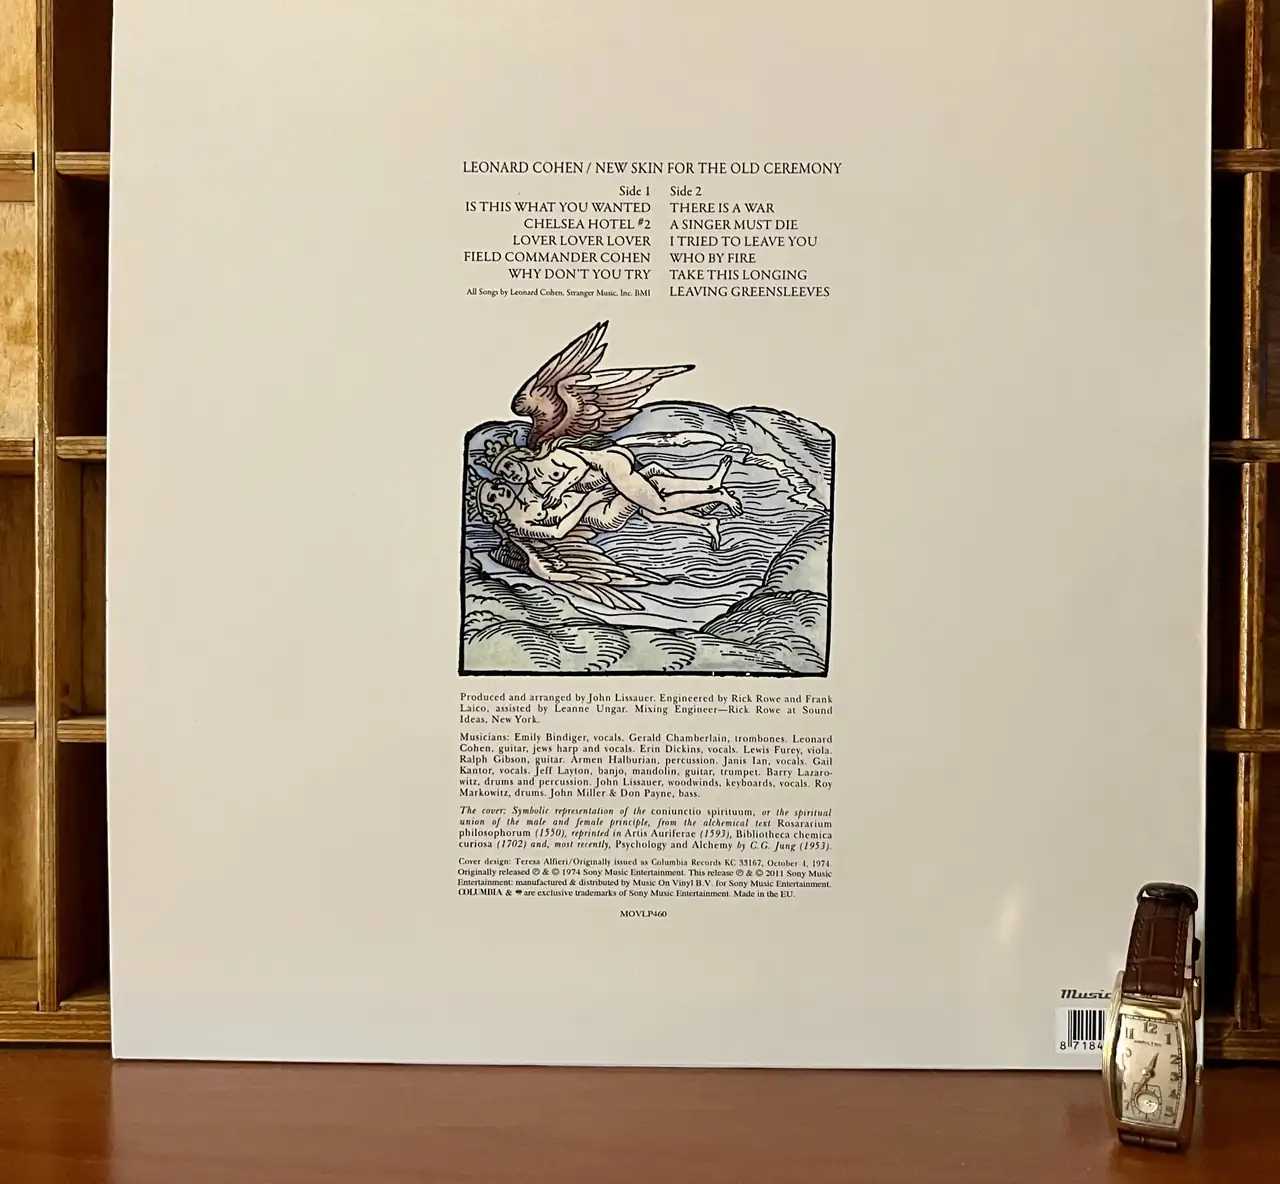 LEONARD COHEN / NEW SKIN FOR THE OLD CEREMONY
Side 1
IS THIS WHAT YOU WANTED
CHELSEA HOTEL #2
LOVER LOVER LOVER
FIELD COMMANDER COHEN
WHY DON'T YOU TRY
All Songs by Leonard Cohen. Stranger Music, Inc. BMI
Side 2
THERE IS A WAR
A SINGER MUST DIE
I TRIED TO LEAVE YOU
WHO BY FIRE
TAKE THIS LONGING
LEAVING GREENSLEEVES
Produced and arranged by John Lissauer. Engineered by Rick Rowe and Frank
Laico, assisted by Leanne Ungar. Mixing Engineer—Rick Rowe at Sound
Ideas, New York.
Musicians: Emily Bindiger, vocals. Gerald Chamberlain, trombones. Leonard
Cohen, guitar, jews harp and vocals. Erin Dickins, vocals. Lewis Furey, viola.
Ralph Gibson, guitar. Armen Halburian, percussion. Janis Ian, vocals. Gail
Kantor, vocals. Jeff Layton, banjo, mandolin, guitar, trumpet. Barry Lazaro-
witz, drums and percussion. John Lissauer, woodwinds, keyboards, vocals. Roy
Markowitz, drums. John Miller & Don Payne, bass.
The cover: Symbolic representation of the coniunctio spirituum, or the spiritual
union of the male and female principle, from the alchemical text Rosararium
philosophorum (1550), reprinted in Artis Auriferae (1593), Bibliotheca chemica
curiosa (1702) and, most recently, Psychology and Alchemy by C.G. Jung (1953).
Cover design: Teresa Alfieri/Originally issued as Columbia Records KC 33167, October 4, 1974.
Originally released ℗ & © 1974 Sony Music Entertainment. This release ℗ & © 2011 Sony Music
Entertainment: manufactured & distributed by Music On Vinyl B.V. for Sony Music Entertainment.
COLUMBIA & are exclusive trademarks of Sony Music Entertainment. Made in the EU.
MOVLP460
Music
8 7184
HAMILTON
12
1
2
3
11